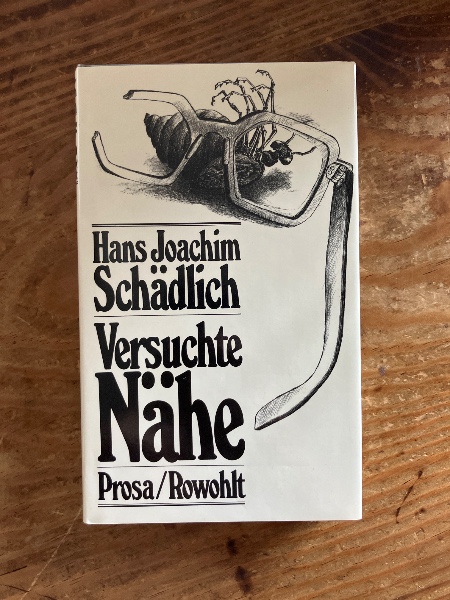 Hans Joachim
Schädlich
Versuchte
Nähe
Prosa/Rowohlt